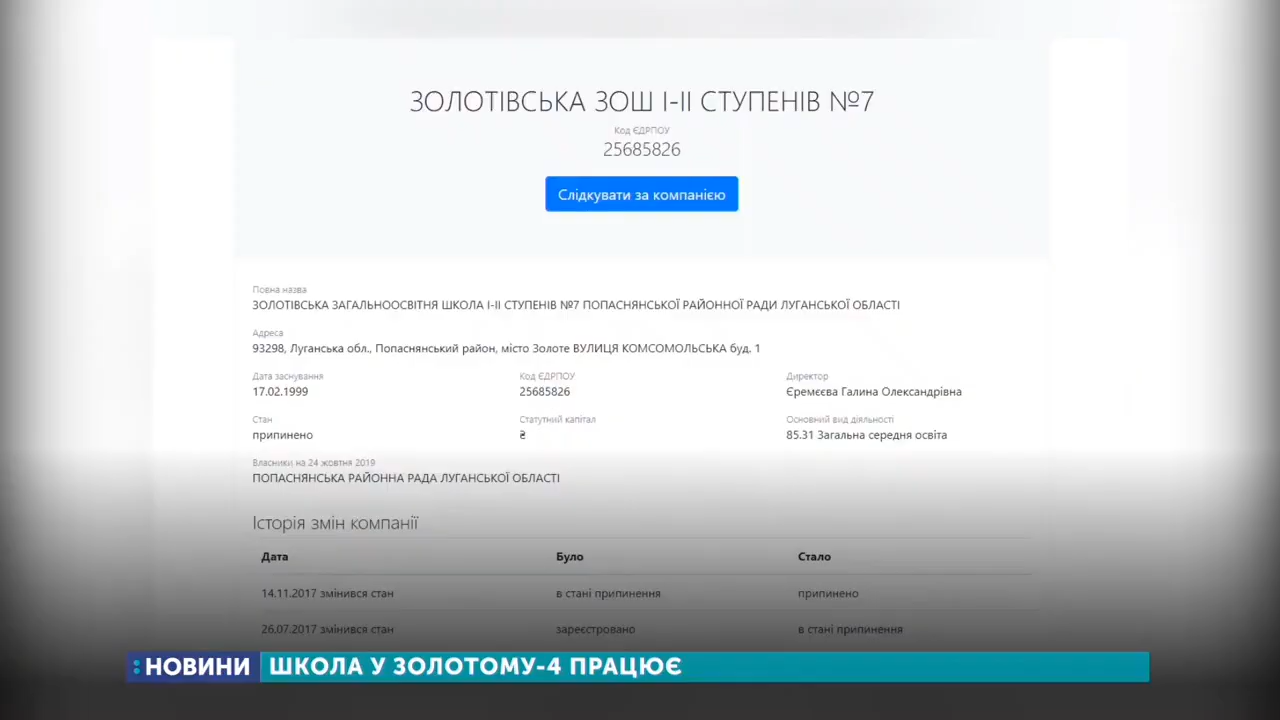 ЗОЛОТІВСЬКА ЗОШ І-ІІ СТУПЕНІВ №7
Код ЄДРПОУ
25685826
Слідкувати за компанією
Повна назва
ЗОЛОТІВСЬКА ЗАГАЛЬНООСВІТНЯ ШКОЛА І-ІІ СТУПЕНІВ №7 ПОПАСНЯНСЬКОЇ РАЙОННОЇ РАДИ ЛУГАНСЬКОЇ ОБЛАСТІ
Адреса
93298, Луганська обл., Попаснянський район, місто Золоте ВУЛИЦЯ КОМСОМОЛЬСЬКА буд. 1
Дата заснування Код ЄДРПОУ Директор
17.02.1999 25685826 Єремєєва Галина Олександрівна
Стан Статутний капітал Основний вид діяльності
припинено ₴ 85.31 Загальна середня освіта
Власники на 24 жовтня 2019
ПОПАСНЯНСЬКА РАЙОННА РАДА ЛУГАНСЬКОЇ ОБЛАСТІ
Історія змін компанії
Дата Було Стало
14.11.2017 змінився стан в стані припинення припинено
26.07.2017 змінився стан зареєстровано в стані припинення
НОВИНИ ШКОЛА У ЗОЛОТОМУ-4 ПРАЦЮЄ